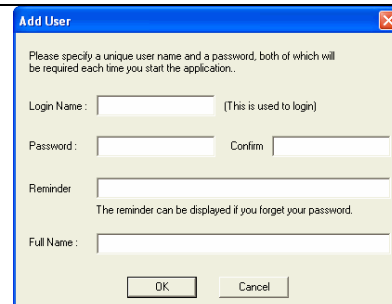 Add User
Please specify a unique user name and a password, both of which will
be required each time you start the application..
Login Name : (This is used to login)
Password : Confirm
Reminder
The reminder can be displayed if you forget your password.
Full Name :
OK Cancel